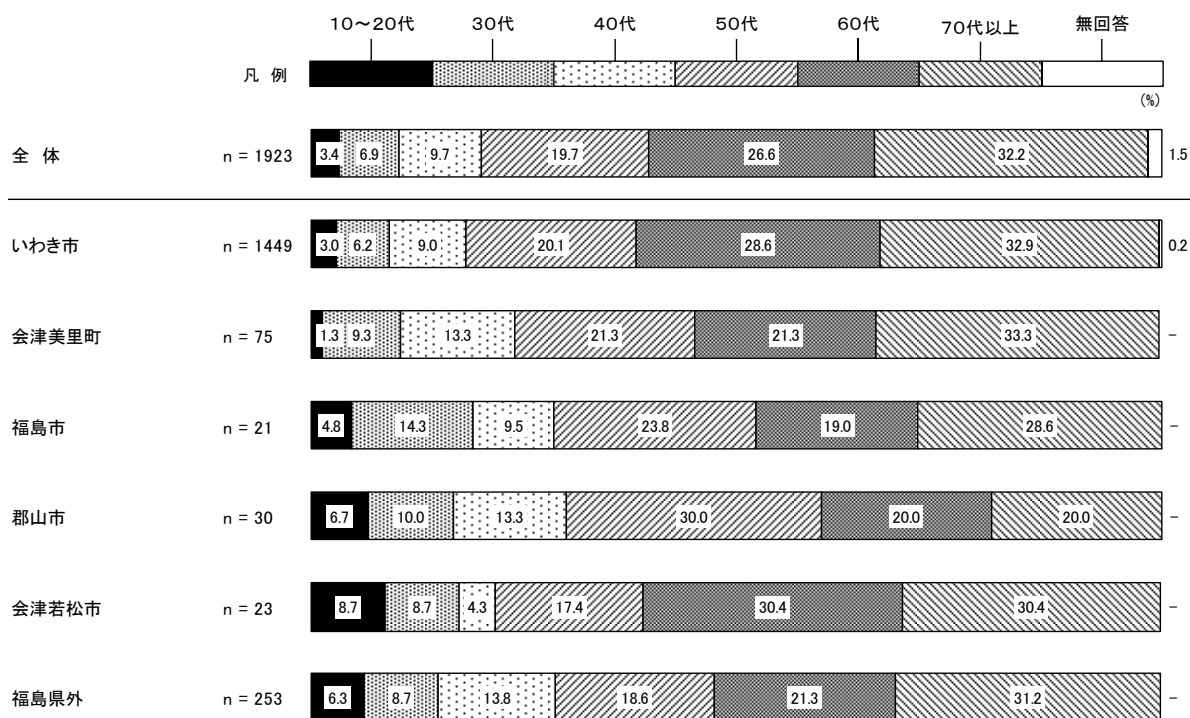 10～20代 30代 40代 50代 60代 70代以上 無回答
凡 例
(%)
全 体 n = 1923 3.4 6.9 9.7 19.7 26.6 32.2 1.5
いわき市 n = 1449 3.0 6.2 9.0 20.1 28.6 32.9 0.2
会津美里町 n = 75 1.3 9.3 13.3 21.3 21.3 33.3 -
福島市 n = 21 4.8 14.3 9.5 23.8 19.0 28.6 -
郡山市 n = 30 6.7 10.0 13.3 30.0 20.0 20.0 -
会津若松市 n = 23 8.7 8.7 4.3 17.4 30.4 30.4 -
福島県外 n = 253 6.3 8.7 13.8 18.6 21.3 31.2 -